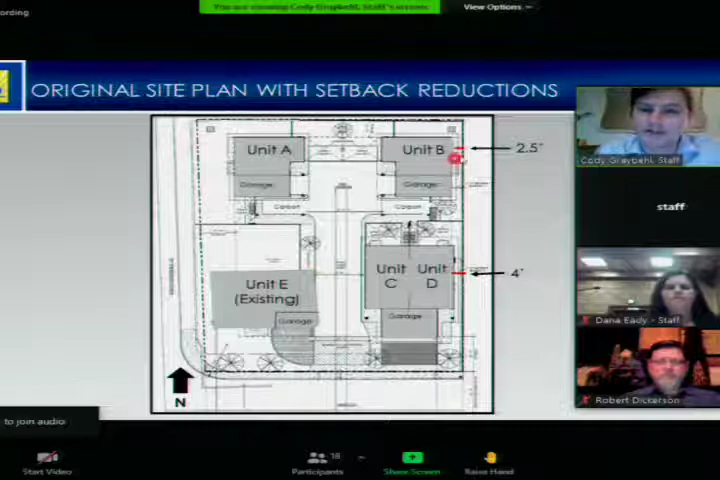 ording
You are viewing Cody Graybehl, Staff's screen
View Options
ORIGINAL SITE PLAN WITH SETBACK REDUCTIONS
Unit A
Unit B
2.5'
Garage
Garage
Carport
Carport
Unit C
Unit D
4'
Unit E
(Existing)
Garage
Garage
N
Cody Graybehl, Staff
staff
Dana Eady - Staff
Robert Dickerson
to join audio
18
Start Video
Participants
Share Screen
Raise Hand